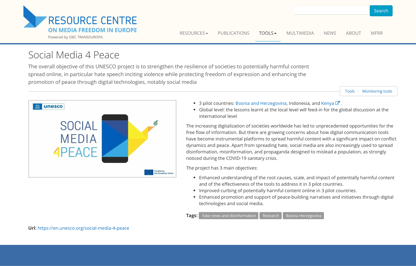 Search
RESOURCE CENTRE
ON MEDIA FREEDOM IN EUROPE
Powered by OBC TRANSEUROPA
RESOURCES PUBLICATIONS TOOLS MULTIMEDIA NEWS ABOUT MFRR
Social Media 4 Peace
The overall objective of this UNESCO project is to strengthen the resilience of societies to potentially harmful content
spread online, in particular hate speech inciting violence while protecting freedom of expression and enhancing the
promotion of peace through digital technologies, notably social media
Tools Monitoring tools
unesco
SOCIAL
MEDIA
4PEACE
• 3 pilot countries: Bosnia and Herzegovina, Indonesia, and Kenya
• Global level: the lessons learnt at the local level will feed-in for the global discussion at the
international level
The increasing digitalization of societies worldwide has led to unprecedented opportunities for the
free flow of information. But there are growing concerns about how digital communication tools
have become instrumental platforms to spread harmful content with a significant impact on conflict
dynamics and peace. Apart from spreading hate, social media are also increasingly used to spread
disinformation, misinformation, and propaganda designed to mislead a population, as strongly
noticed during the COVID-19 sanitary crisis.
The project has 3 main objectives:
• Enhanced understanding of the root causes, scale, and impact of potentially harmful content
and of the effectiveness of the tools to address it in 3 pilot countries.
• Improved curbing of potentially harmful content online in 3 pilot countries.
• Enhanced promotion and support of peace-building narratives and initiatives through digital
technologies and social media.
Tags: Fake news and disinformation Research Bosnia Herzegovina
Url: https://en.unesco.org/social-media-4-peace